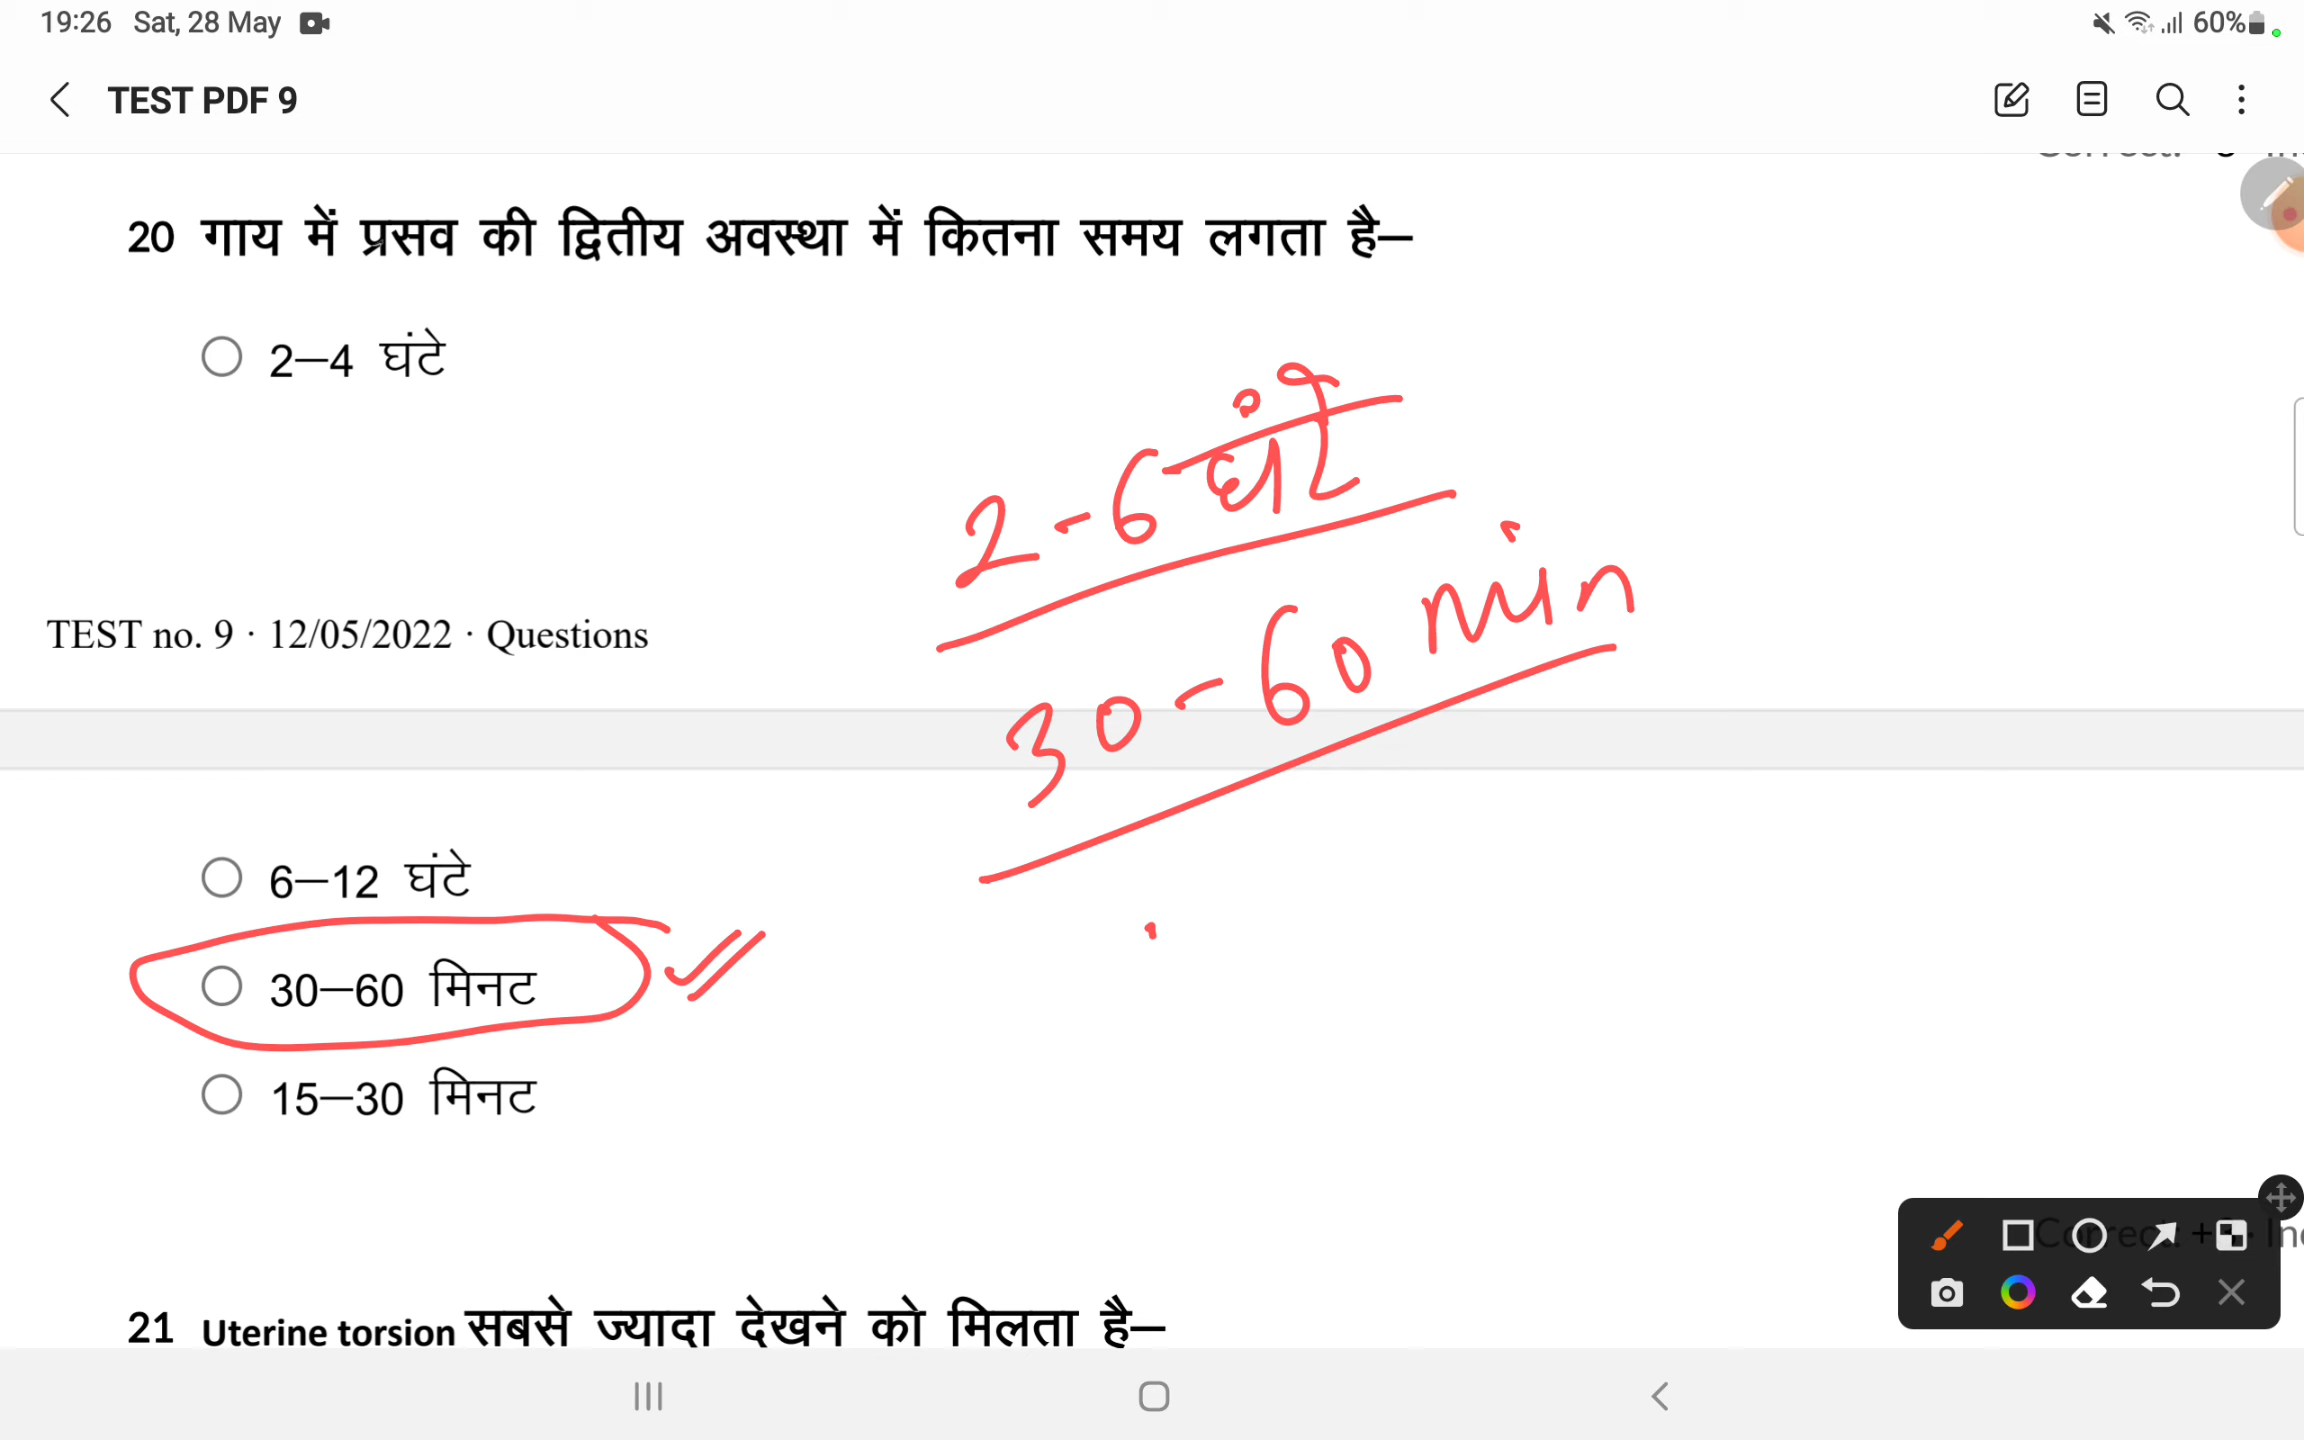 19:26 Sat, 28 May 60%
TEST PDF 9
20 गाय में प्रसव की द्वितीय अवस्था में कितना समय लगता है—
2—4 घंटे
2-6 घंटे
TEST no. 9 · 12/05/2022 · Questions
30-60 min
6—12 घंटे
30—60 मिनट
15—30 मिनट
21 Uterine torsion सबसे ज्यादा देखने को मिलता है—